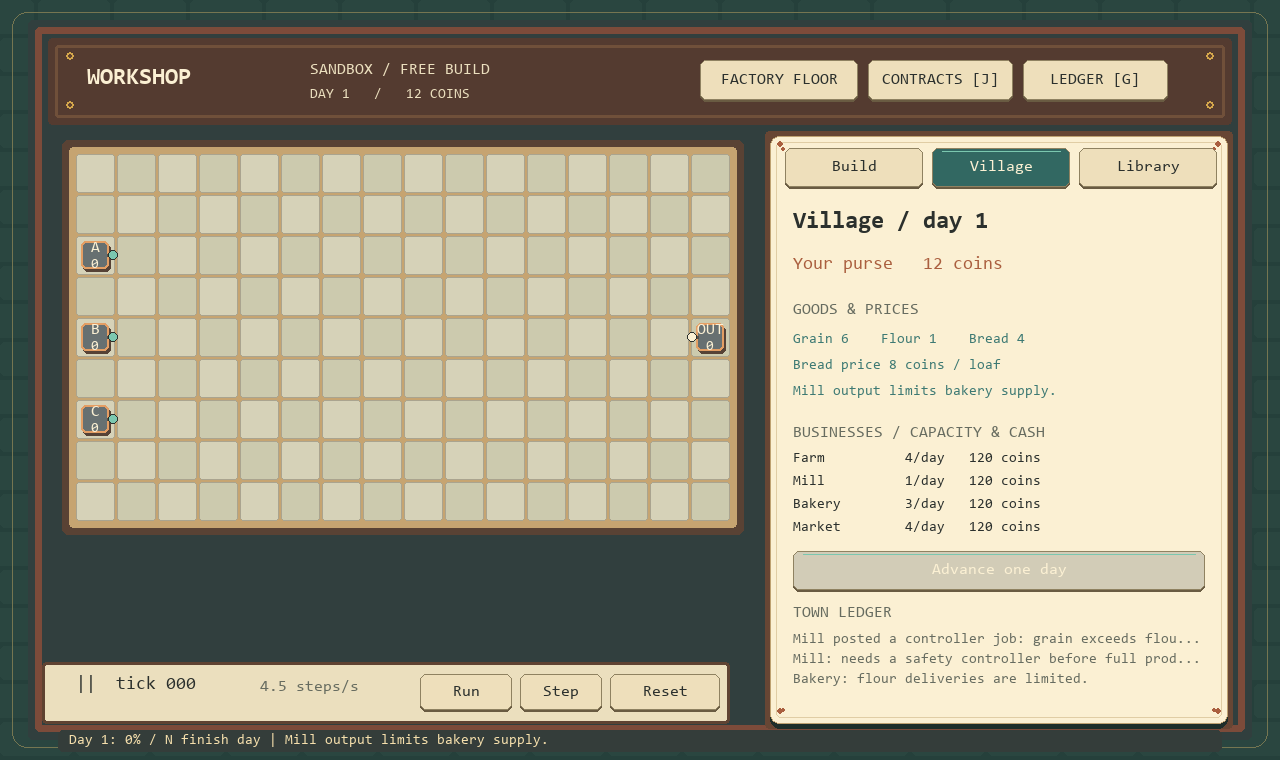 WORKSHOP
SANDBOX / FREE BUILD
DAY 1 / 12 COINS
FACTORY FLOOR
CONTRACTS [J]
LEDGER [G]
A
0
B
0
C
0
OUT
0
Build
Village
Library
Village / day 1
Your purse 12 coins
GOODS & PRICES
Grain 6 Flour 1 Bread 4
Bread price 8 coins / loaf
Mill output limits bakery supply.
BUSINESSES / CAPACITY & CASH
Farm 4/day 120 coins
Mill 1/day 120 coins
Bakery 3/day 120 coins
Market 4/day 120 coins
Advance one day
TOWN LEDGER
Mill posted a controller job: grain exceeds flou...
Mill: needs a safety controller before full prod...
Bakery: flour deliveries are limited.
|| tick 000
4.5 steps/s
Run
Step
Reset
Day 1: 0% / N finish day | Mill output limits bakery supply.